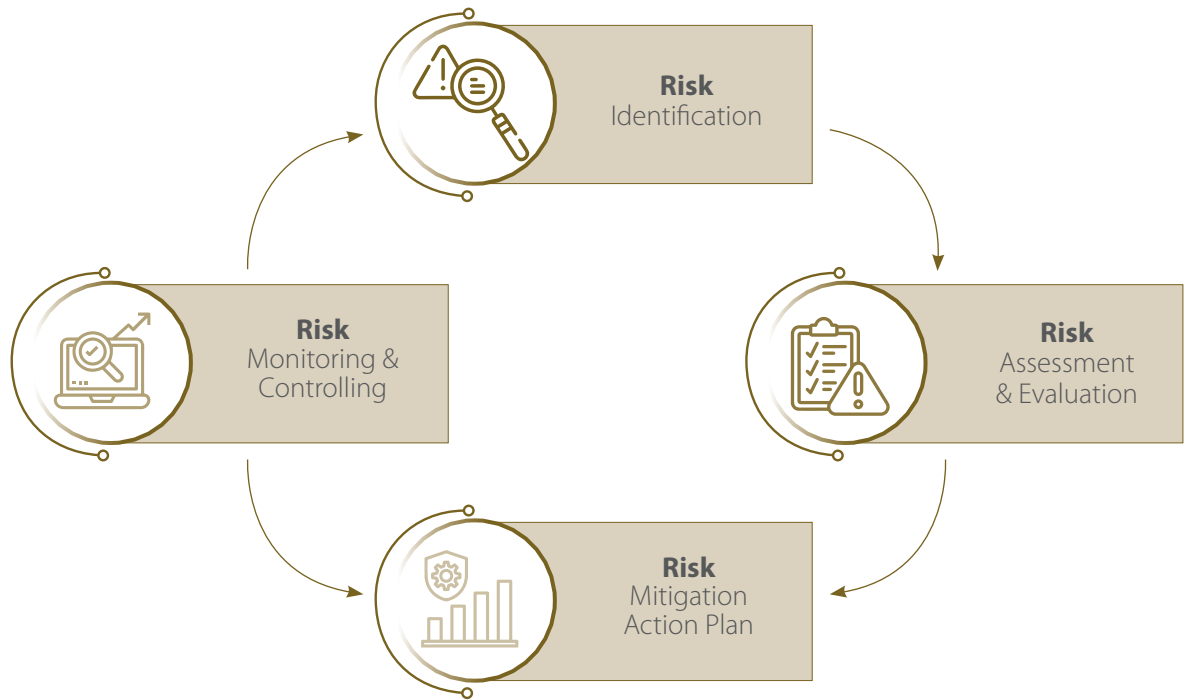 Risk
Identification
Risk
Assessment
& Evaluation
Risk
Mitigation
Action Plan
Risk
Monitoring &
Controlling